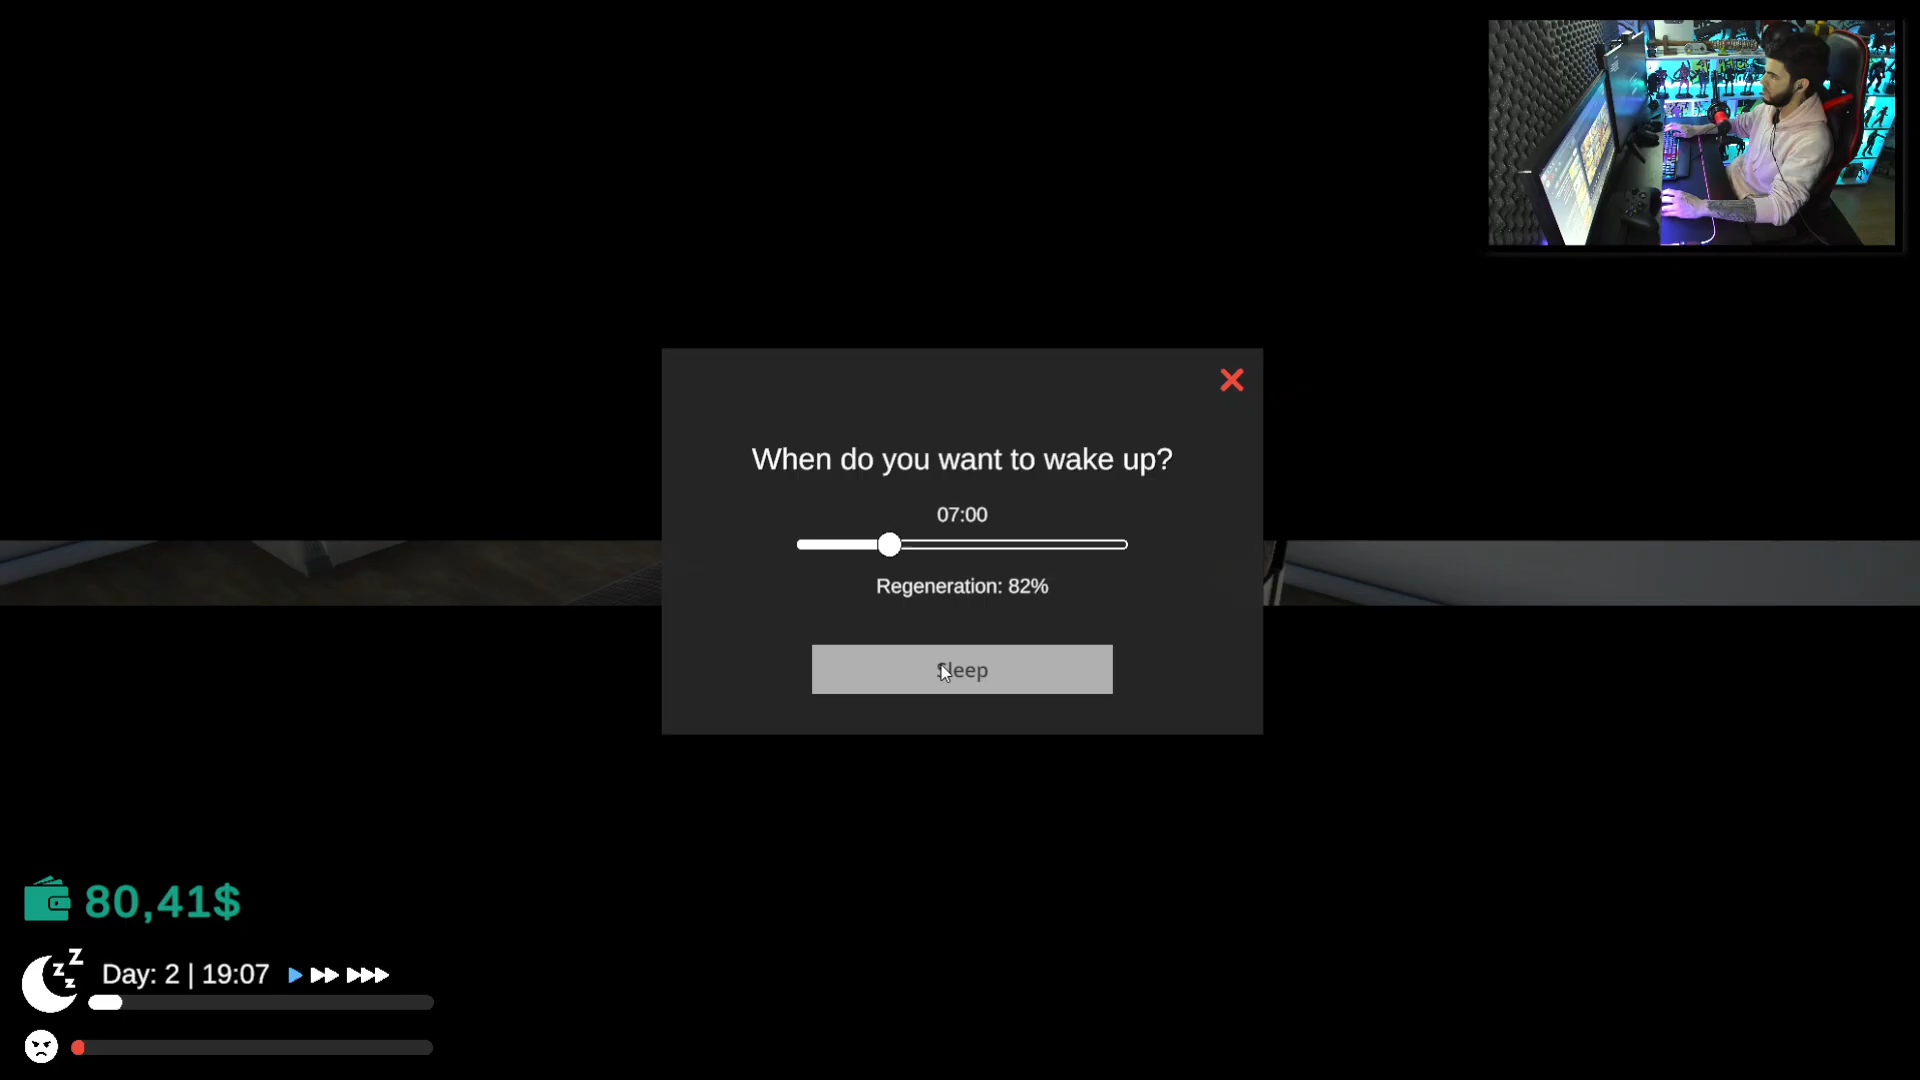 When do you want to wake up?
07:00
Regeneration: 82%
Sleep
80,41$
Day: 2 | 19:07